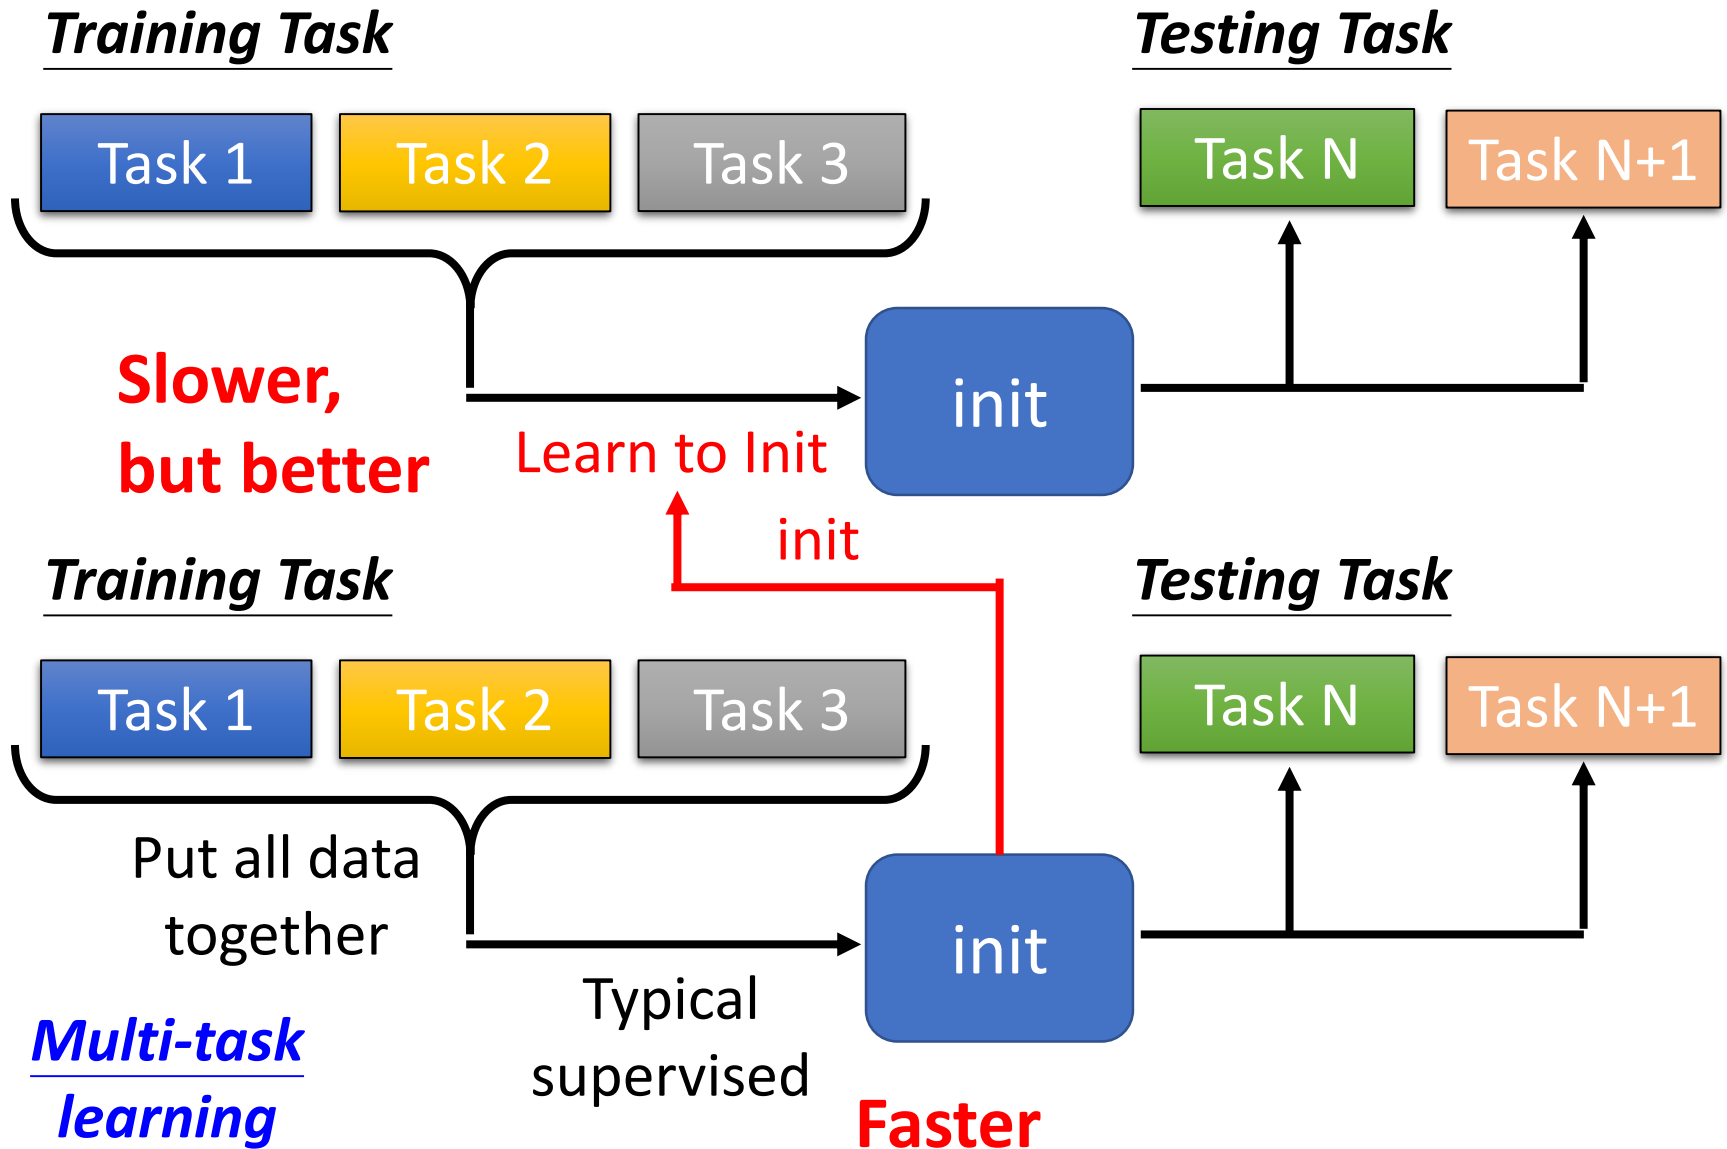 Training Task
Testing Task
Task 1
Task 2
Task 3
Task N
Task N+1
Slower,
but better
init
Learn to Init
init
Training Task
Testing Task
Task 1
Task 2
Task 3
Task N
Task N+1
Put all data
together
init
Typical
supervised
Multi-task
learning
Faster